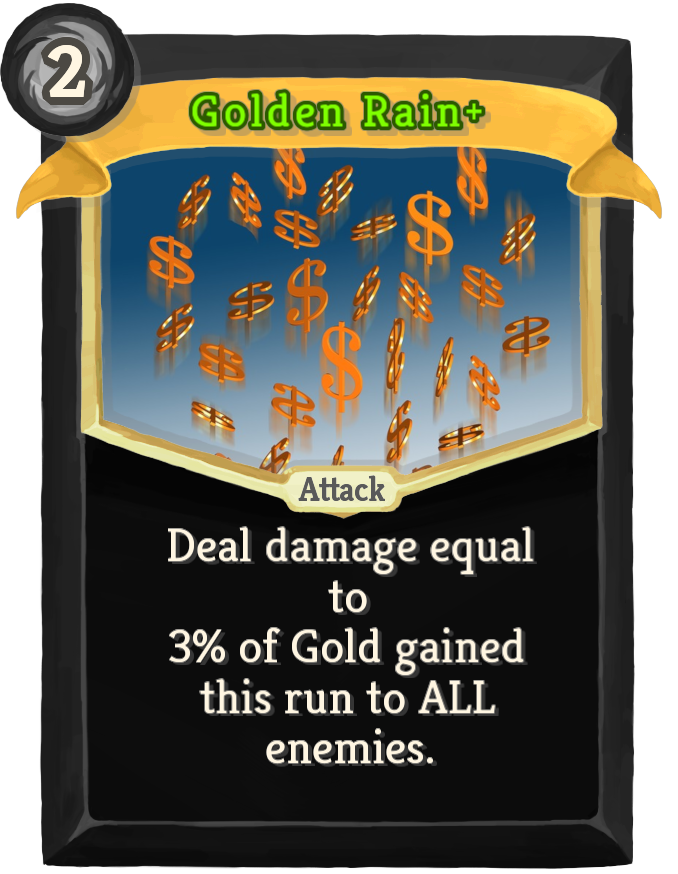 2
Golden Rain+
Attack
Deal damage equal
to
3% of Gold gained
this run to ALL
enemies.